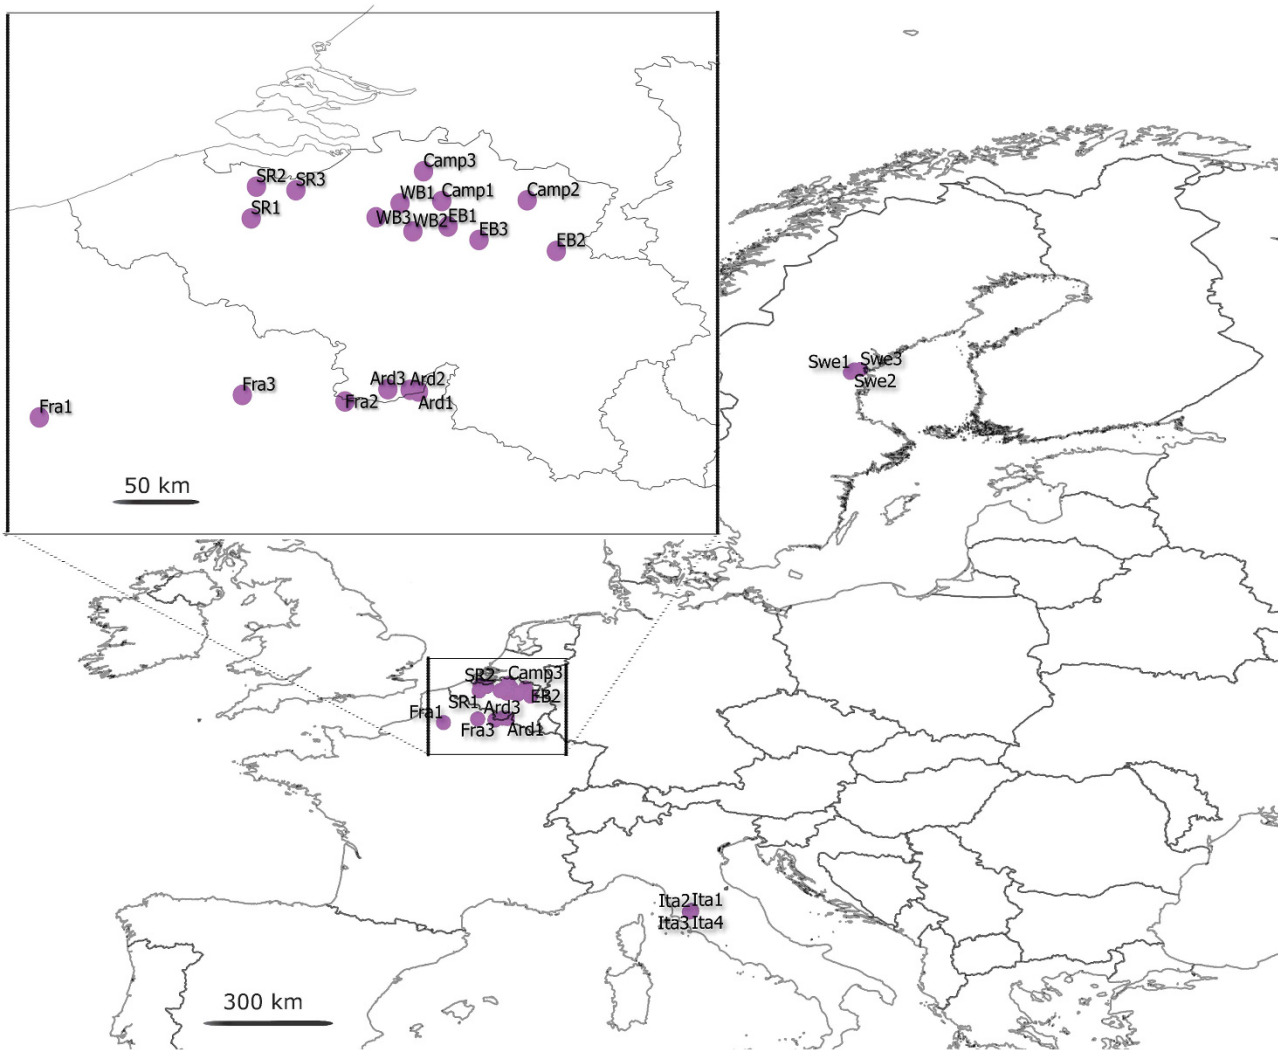 Camp3
SR2
SR3
WB1
Camp1
Camp2
SR1
WB3
WB2
EB1
EB3
EB2
Ard3
Ard2
Fra3
Fra1
Fra2
Ard1
50 km
Swe1
Swe3
Swe2
SR2
Camp3
SR1
EB2
Fra1
Ard3
Fra3
Ard1
Ita2
Ita1
Ita3
Ita4
300 km